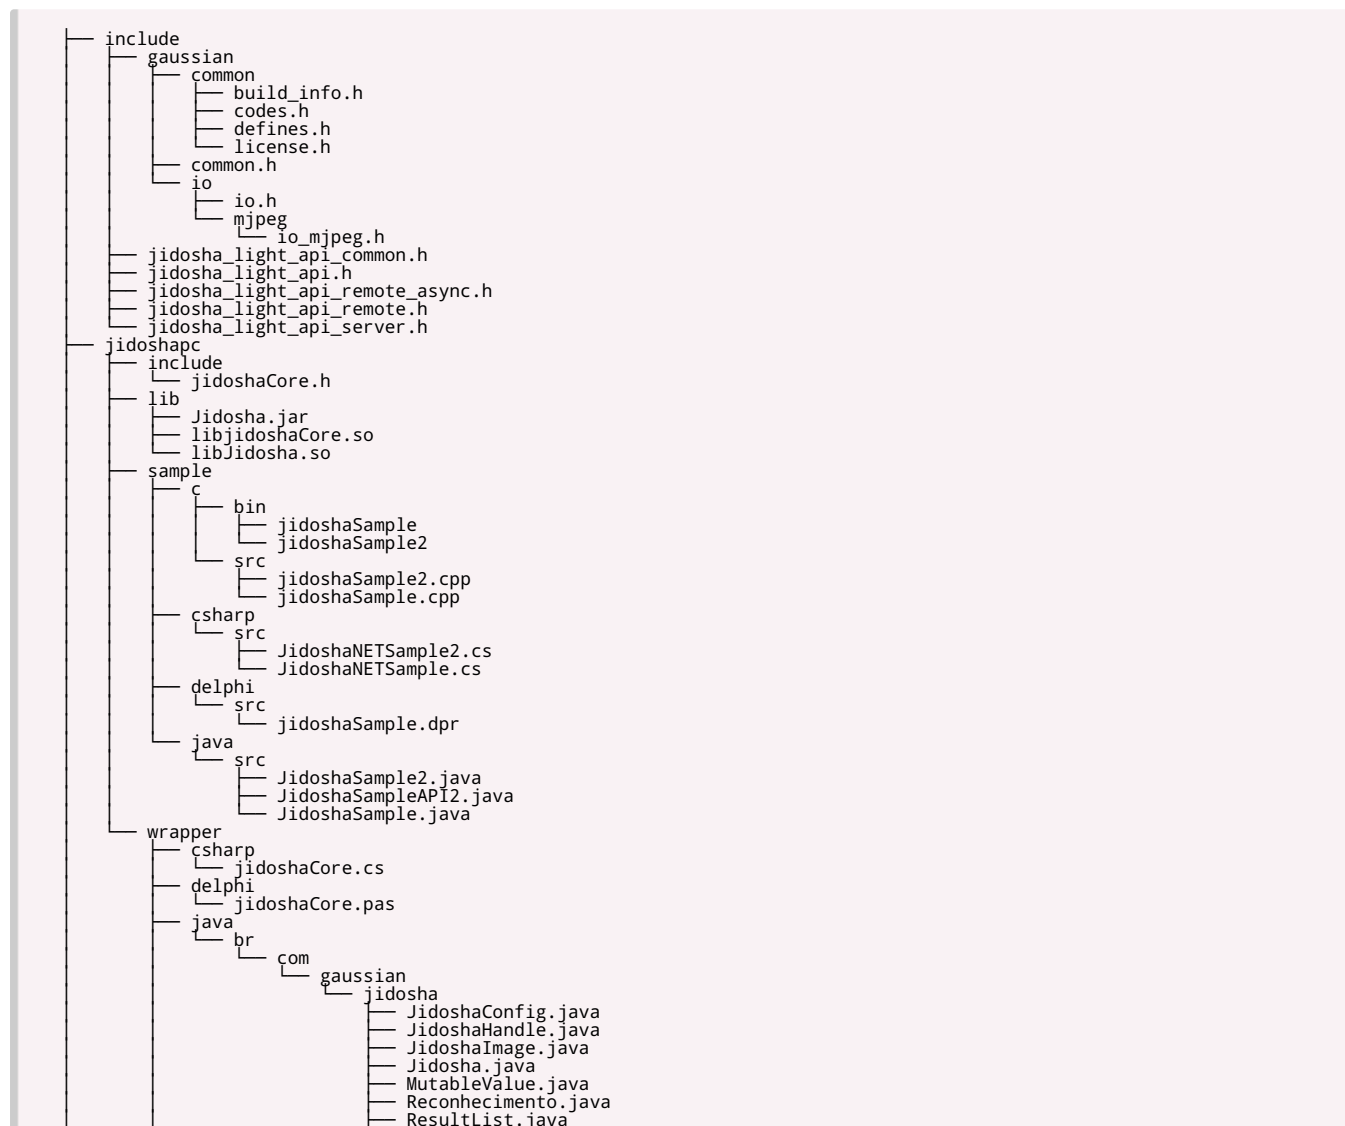 ├── include
│   ├── gaussian
│   │   ├── common
│   │   │   ├── build_info.h
│   │   │   ├── codes.h
│   │   │   ├── defines.h
│   │   │   └── license.h
│   │   ├── common.h
│   │   └── io
│   │       ├── io.h
│   │       └── mjpeg
│   │           └── io_mjpeg.h
│   ├── jidosha_light_api_common.h
│   ├── jidosha_light_api.h
│   ├── jidosha_light_api_remote_async.h
│   ├── jidosha_light_api_remote.h
│   └── jidosha_light_api_server.h
├── jidoshapc
│   ├── include
│   │   └── jidoshaCore.h
│   ├── lib
│   │   ├── Jidosha.jar
│   │   ├── libjidoshaCore.so
│   │   └── libJidosha.so
│   ├── sample
│   │   ├── c
│   │   │   ├── bin
│   │   │   │   ├── jidoshaSample
│   │   │   │   └── jidoshaSample2
│   │   │   └── src
│   │   │       ├── jidoshaSample2.cpp
│   │   │       └── jidoshaSample.cpp
│   │   ├── csharp
│   │   │   └── src
│   │   │       ├── JidoshaNETSample2.cs
│   │   │       └── JidoshaNETSample.cs
│   │   ├── delphi
│   │   │   └── src
│   │   │       └── jidoshaSample.dpr
│   │   └── java
│   │       └── src
│   │           ├── JidoshaSample2.java
│   │           ├── JidoshaSampleAPI2.java
│   │           └── JidoshaSample.java
│   └── wrapper
│       ├── csharp
│       │   └── jidoshaCore.cs
│       ├── delphi
│       │   └── jidoshaCore.pas
│       ├── java
│       │   └── br
│       │       └── com
│       │           └── gaussian
│       │               └── jidosha
│       │                   ├── JidoshaConfig.java
│       │                   ├── JidoshaHandle.java
│       │                   ├── JidoshaImage.java
│       │                   ├── Jidosha.java
│       │                   ├── MutableValue.java
│       │                   ├── Reconhecimento.java
│       │                   ├── ResultList.java